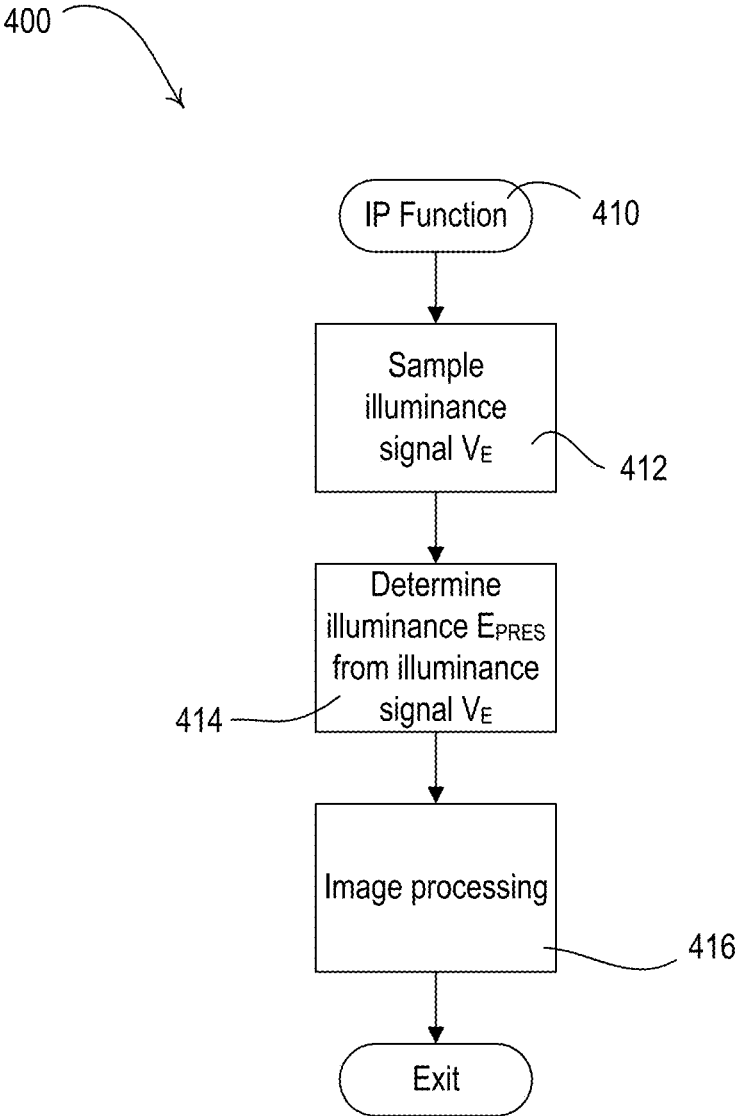 400
IP Function
410
Sample
illuminance
signal VE
412
Determine
illuminance EPRES
from illuminance
signal VE
414
Image processing
416
Exit